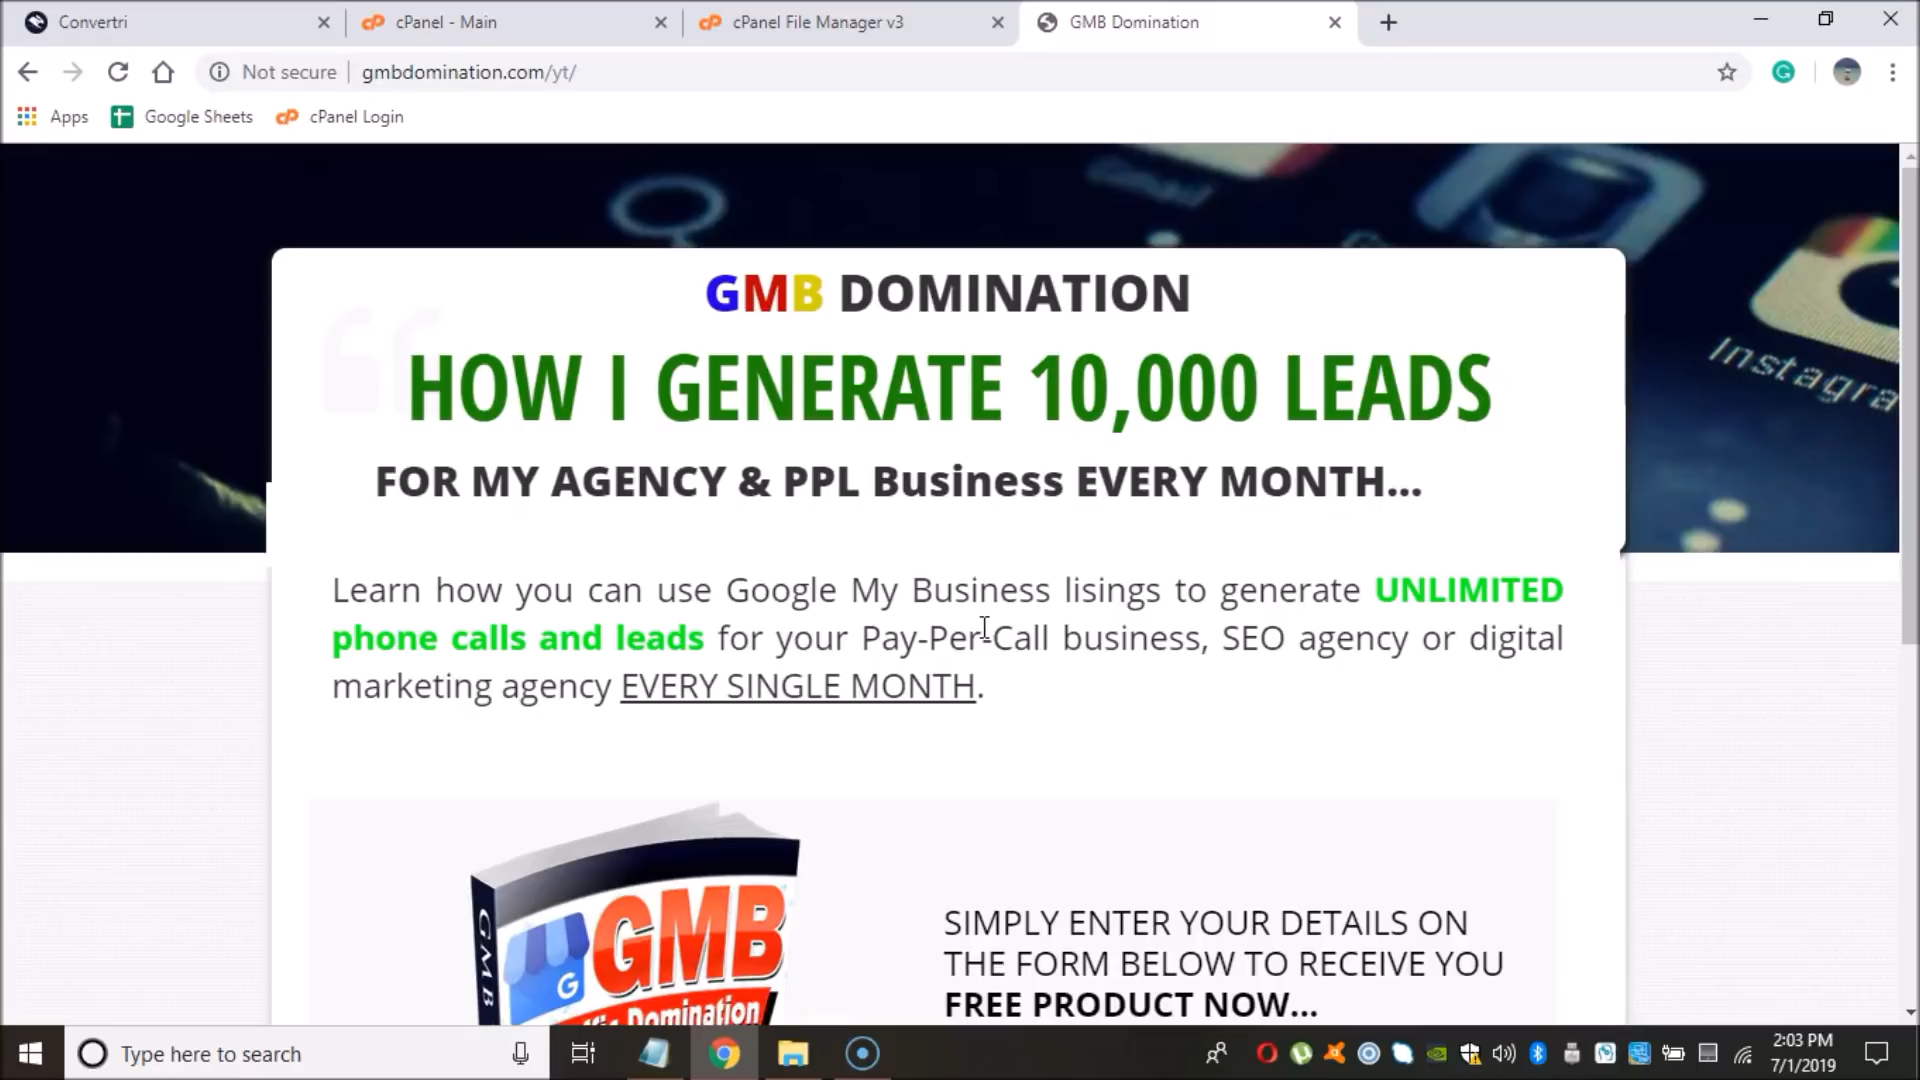 Convertri
cPanel - Main
cPanel File Manager v3
GMB Domination
Not secure
gmbdomination.com/yt/
Apps
Google Sheets
cPanel Login
Gmail
Instagra
GMB DOMINATION
HOW I GENERATE 10,000 LEADS
FOR MY AGENCY & PPL Business EVERY MONTH...
Learn how you can use Google My Business lisings to generate UNLIMITED
phone calls and leads for your Pay-Per-Call business, SEO agency or digital
marketing agency EVERY SINGLE MONTH.
GMB
GMB
Domination
SIMPLY ENTER YOUR DETAILS ON
THE FORM BELOW TO RECEIVE YOU
FREE PRODUCT NOW...
Type here to search
2:03 PM
7/1/2019